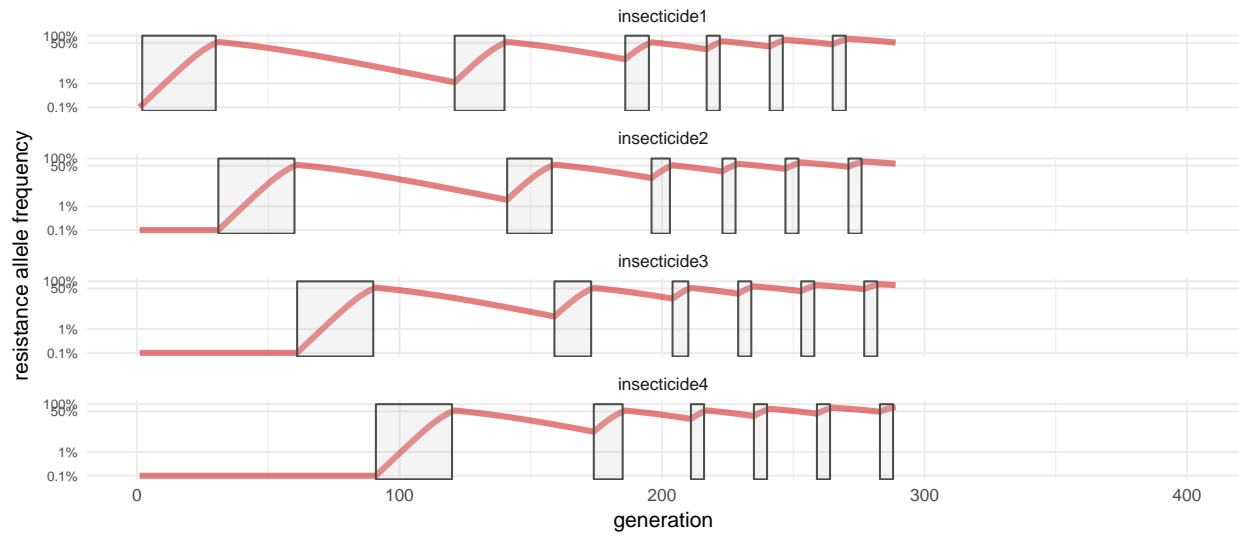 insecticide1
100%
50%
1%
0.1%
insecticide2
100%
50%
1%
0.1%
insecticide3
100%
50%
1%
0.1%
insecticide4
100%
50%
1%
0.1%
0 100 200 300 400
generation
resistance allele frequency